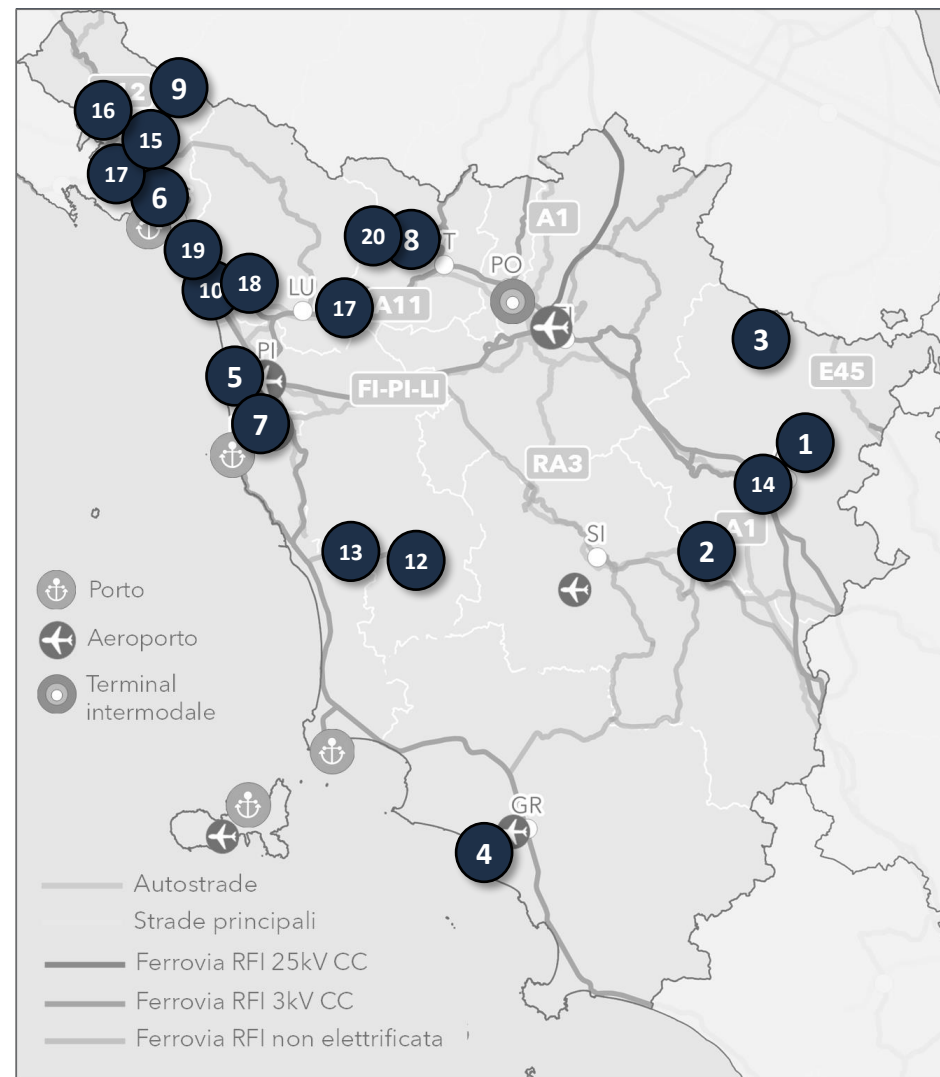 9
16
12
15
17
6
20
8
T
A1
19
PO
10
18
LU
17
A11
3
5
PI
FI-PI-LI
E45
7
1
RA3
14
A1
SI
2
13
12
Porto
Aeroporto
Terminal
intermodale
GR
4
Autostrade
Strade principali
Ferrovia RFI 25kV CC
Ferrovia RFI 3kV CC
Ferrovia RFI non elettrificata